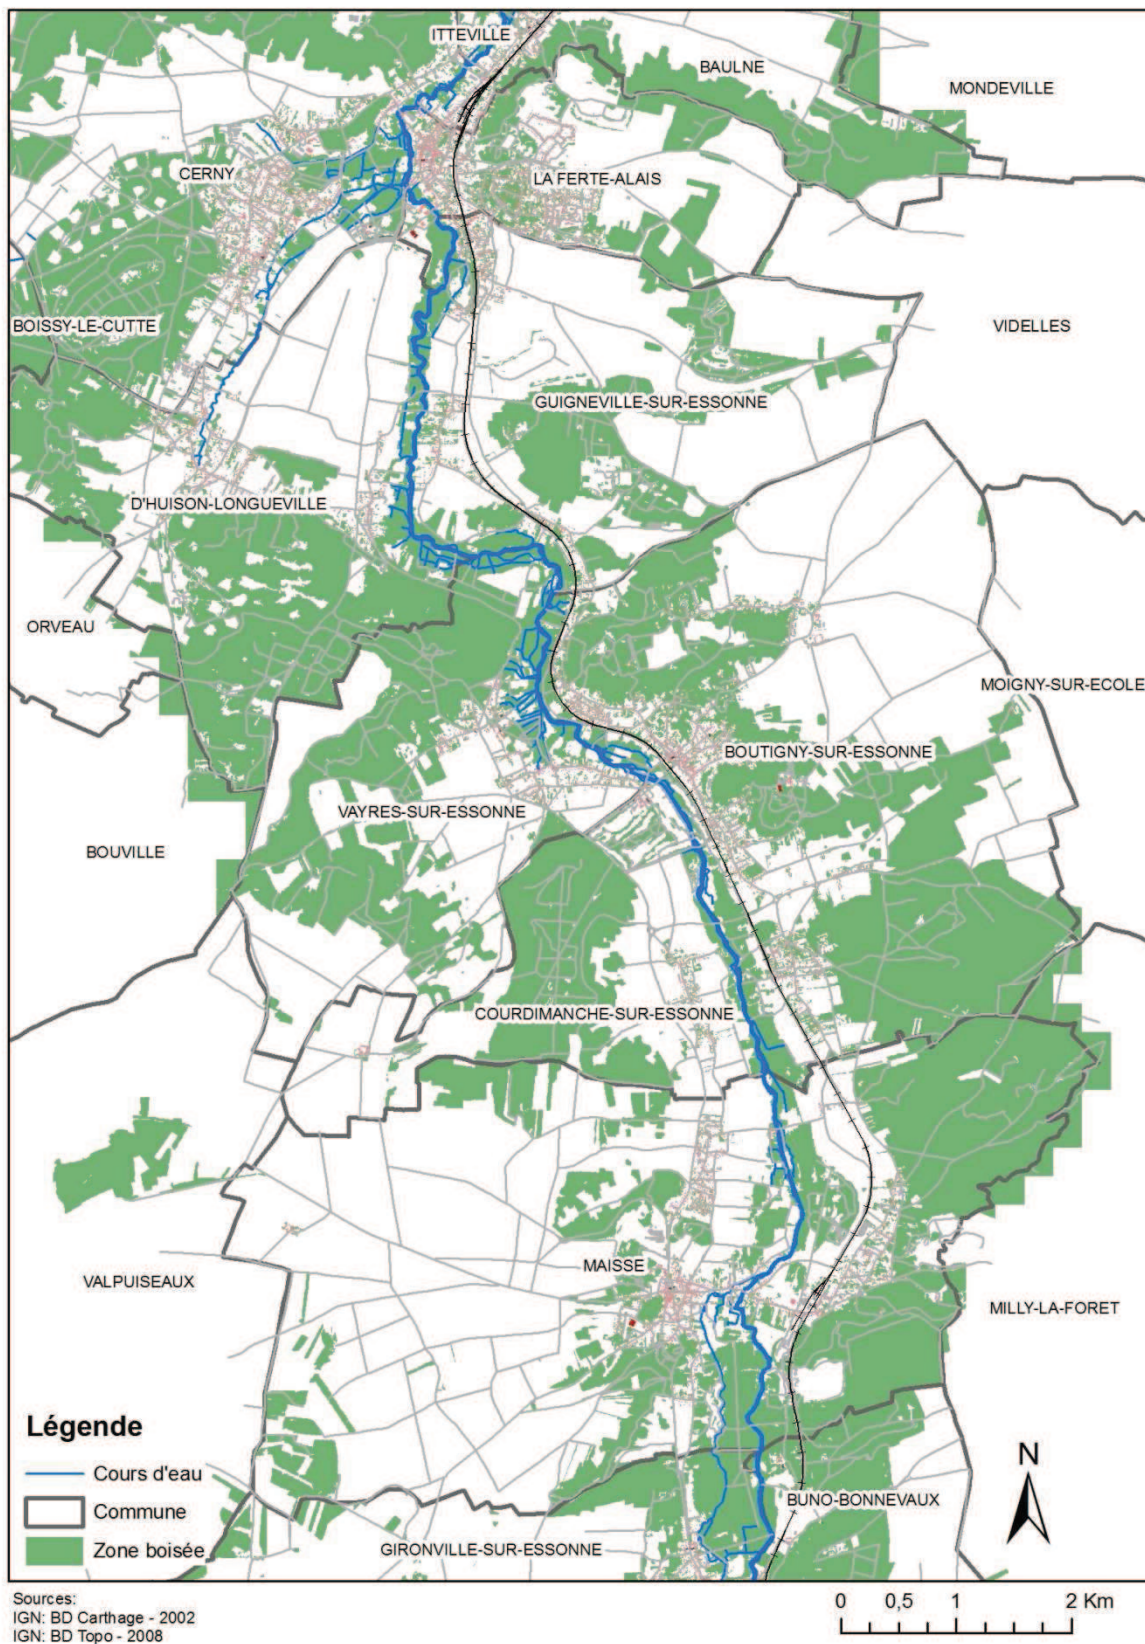 ITTEVILLE
BAULNE
MONDEVILLE
CERNY
LA FERTE-ALAIS
BOISSY-LE-CUTTE
VIDELLES
GUIGNEVILLE-SUR-ESSONNE
D'HUISON-LONGUEVILLE
ORVEAU
MOIGNY-SUR-ECOLE
BOUTIGNY-SUR-ESSONNE
VAYRES-SUR-ESSONNE
BOUVILLE
COURDIMANCHE-SUR-ESSONNE
MAISSE
VALPUISEAUX
MILLY-LA-FORET
Légende
Cours d'eau
Commune
Zone boisée
N
BUNO-BONNEVAUX
GIRONVILLE-SUR-ESSONNE
Sources:
IGN: BD Carthage - 2002
IGN: BD Topo - 2008
0 0,5 1 2 Km